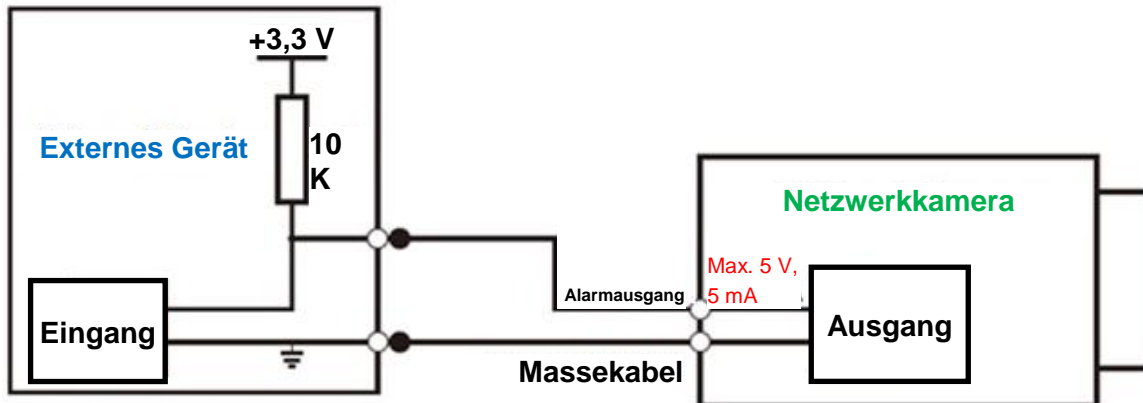 +3,3 V
Externes Gerät
10
K
Netzwerkkamera
Max. 5 V,
Alarmausgang
5 mA
Eingang
Ausgang
Massekabel